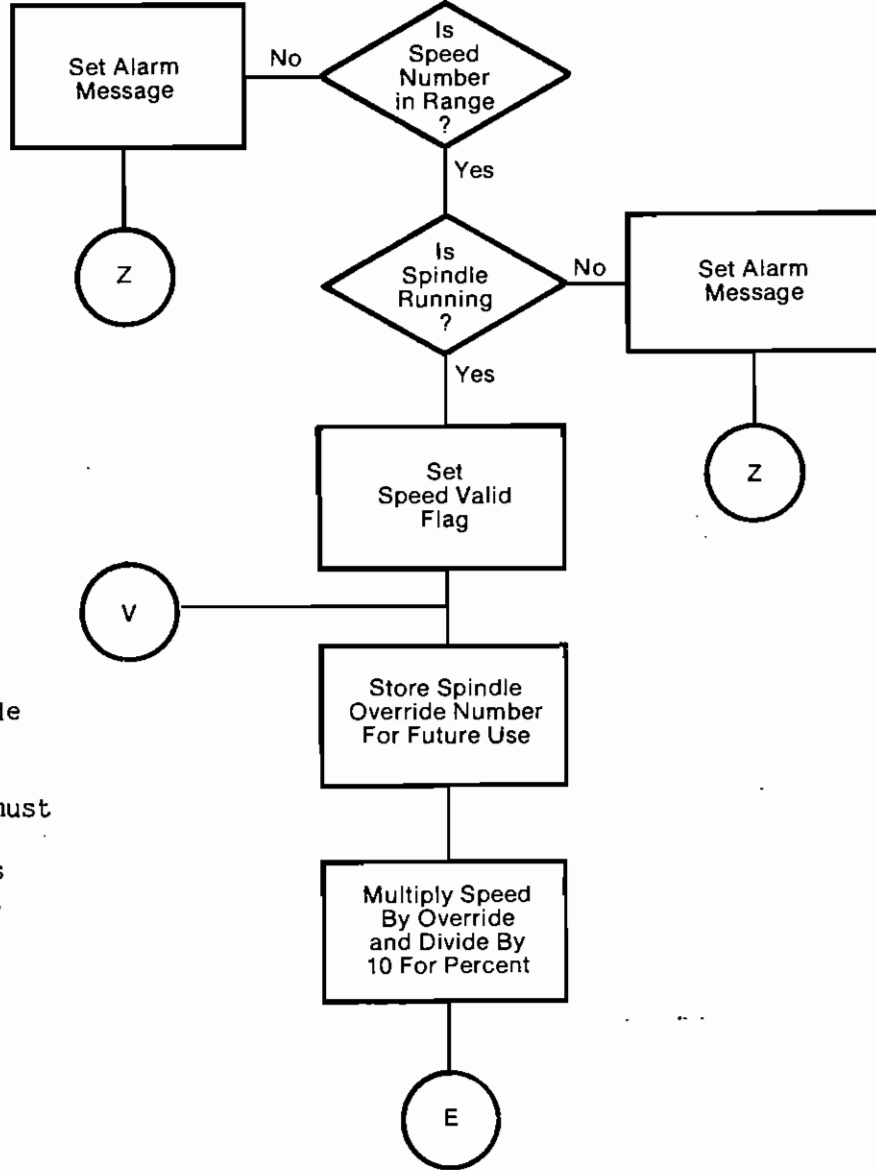 Is
Speed
Number
in Range
?
No
Set Alarm
Message
Z
Yes
Is
Spindle
Running
?
No
Set Alarm
Message
Z
Yes
Set
Speed Valid
Flag
V
Store Spindle
Override Number
For Future Use
Multiply Speed
By Override
and Divide By
10 For Percent
E